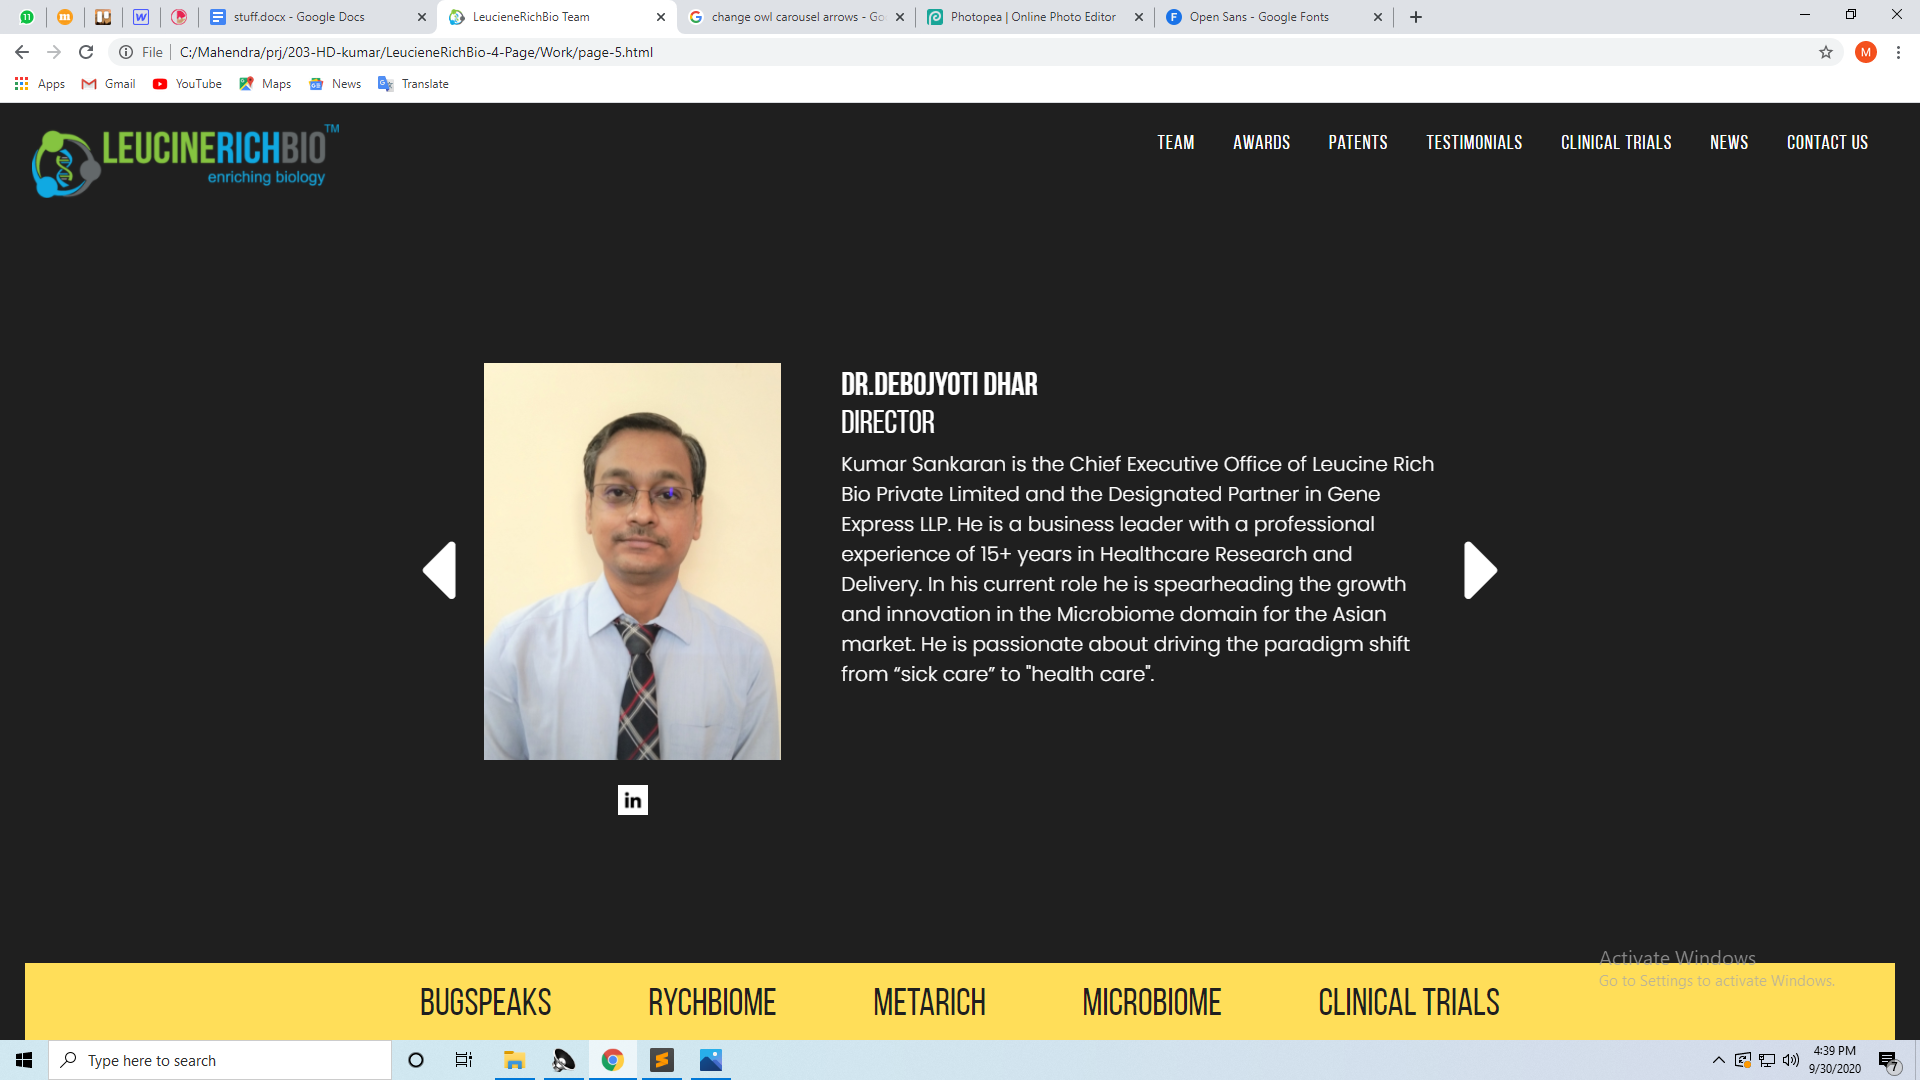 stuff.docx - Google Docs
LeucieneRichBio Team
change owl carousel arrows - Go
Photopea | Online Photo Editor
Open Sans - Google Fonts
File
C:/Mahendra/prj/203-HD-kumar/LeucieneRichBio-4-Page/Work/page-5.html
M
Apps
Gmail
YouTube
Maps
News
Translate
LEUCINERICHBIO™
enriching biology
TEAM
AWARDS
PATENTS
TESTIMONIALS
CLINICAL TRIALS
NEWS
CONTACT US
DR.DEBOJYOTI DHAR
DIRECTOR
Kumar Sankaran is the Chief Executive Office of Leucine Rich
Bio Private Limited and the Designated Partner in Gene
Express LLP. He is a business leader with a professional
experience of 15+ years in Healthcare Research and
Delivery. In his current role he is spearheading the growth
and innovation in the Microbiome domain for the Asian
market. He is passionate about driving the paradigm shift
from “sick care” to "health care".
in
Activate Windows
Go to Settings to activate Windows.
BUGSPEAKS
RYCHBIOME
METARICH
MICROBIOME
CLINICAL TRIALS
Type here to search
4:39 PM
9/30/2020
7